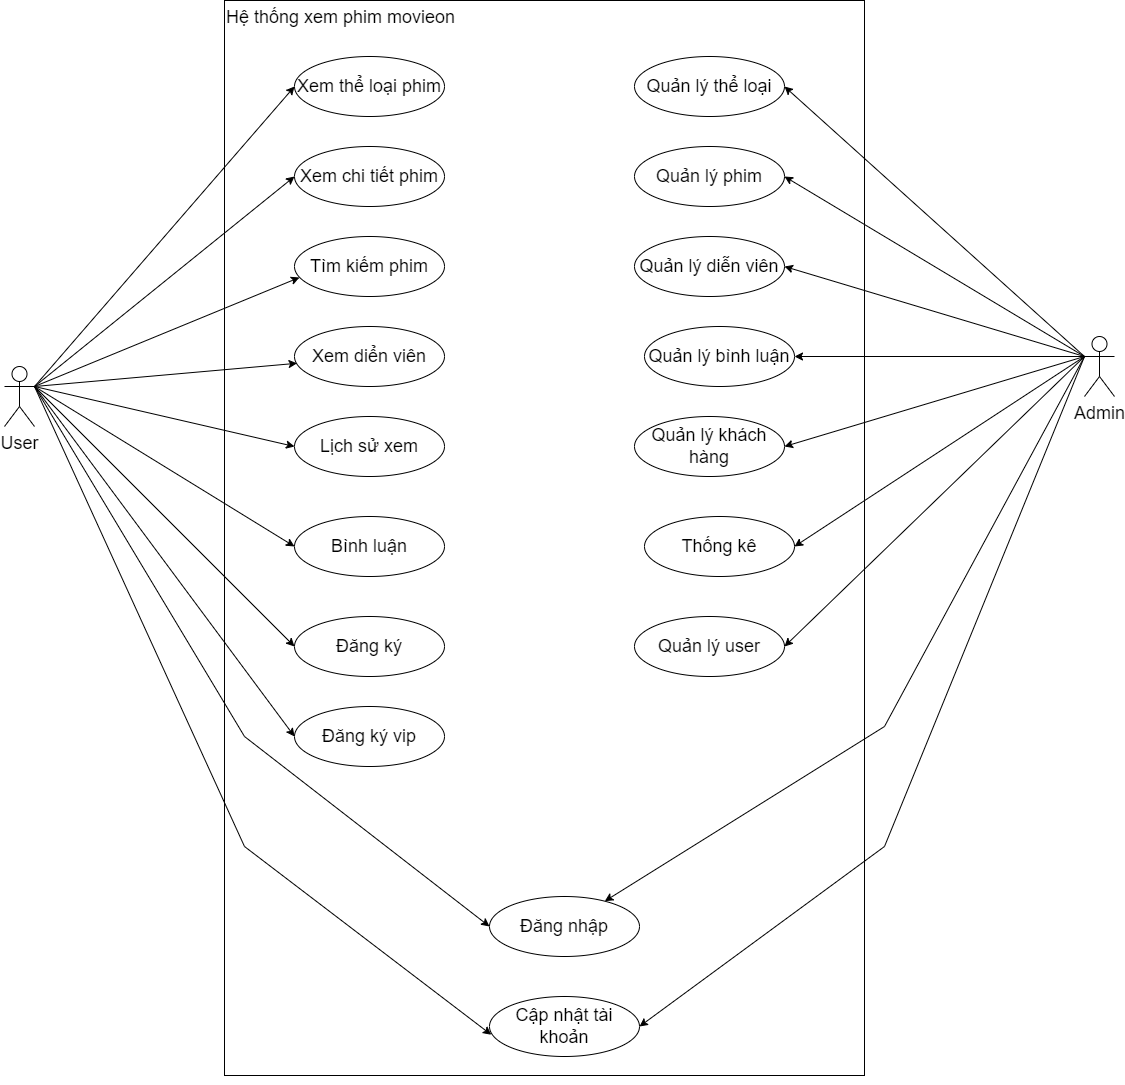 Hệ thống xem phim movieon
Xem thể loại phim
Quản lý thể loại
Xem chi tiết phim
Quản lý phim
Tìm kiếm phim
Quản lý diễn viên
Xem diển viên
Quản lý bình luận
User
Admin
Lịch sử xem
Quản lý khách
hàng
Bình luận
Thống kê
Đăng ký
Quản lý user
Đăng ký vip
Đăng nhập
Cập nhật tài
khoản